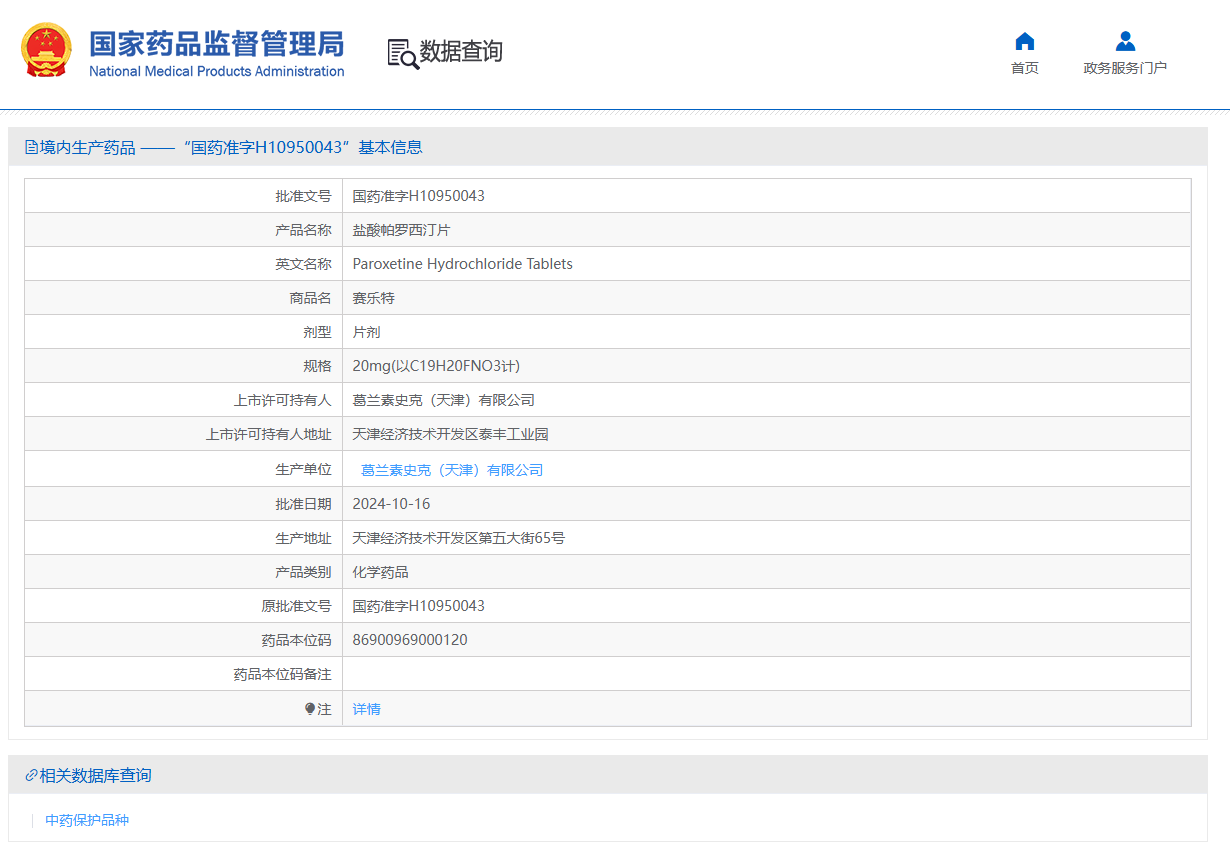 国家药品监督管理局
National Medical Products Administration
数据查询
首页
政务服务门户
境内生产药品 —— “国药准字H10950043” 基本信息
批准文号 国药准字H10950043
产品名称 盐酸帕罗西汀片
英文名称 Paroxetine Hydrochloride Tablets
商品名 赛乐特
剂型 片剂
规格 20mg(以C19H20FNO3计)
上市许可持有人 葛兰素史克（天津）有限公司
上市许可持有人地址 天津经济技术开发区泰丰工业园
生产单位 葛兰素史克（天津）有限公司
批准日期 2024-10-16
生产地址 天津经济技术开发区第五大街65号
产品类别 化学药品
原批准文号 国药准字H10950043
药品本位码 86900969000120
药品本位码备注
注 详情
相关数据库查询
中药保护品种